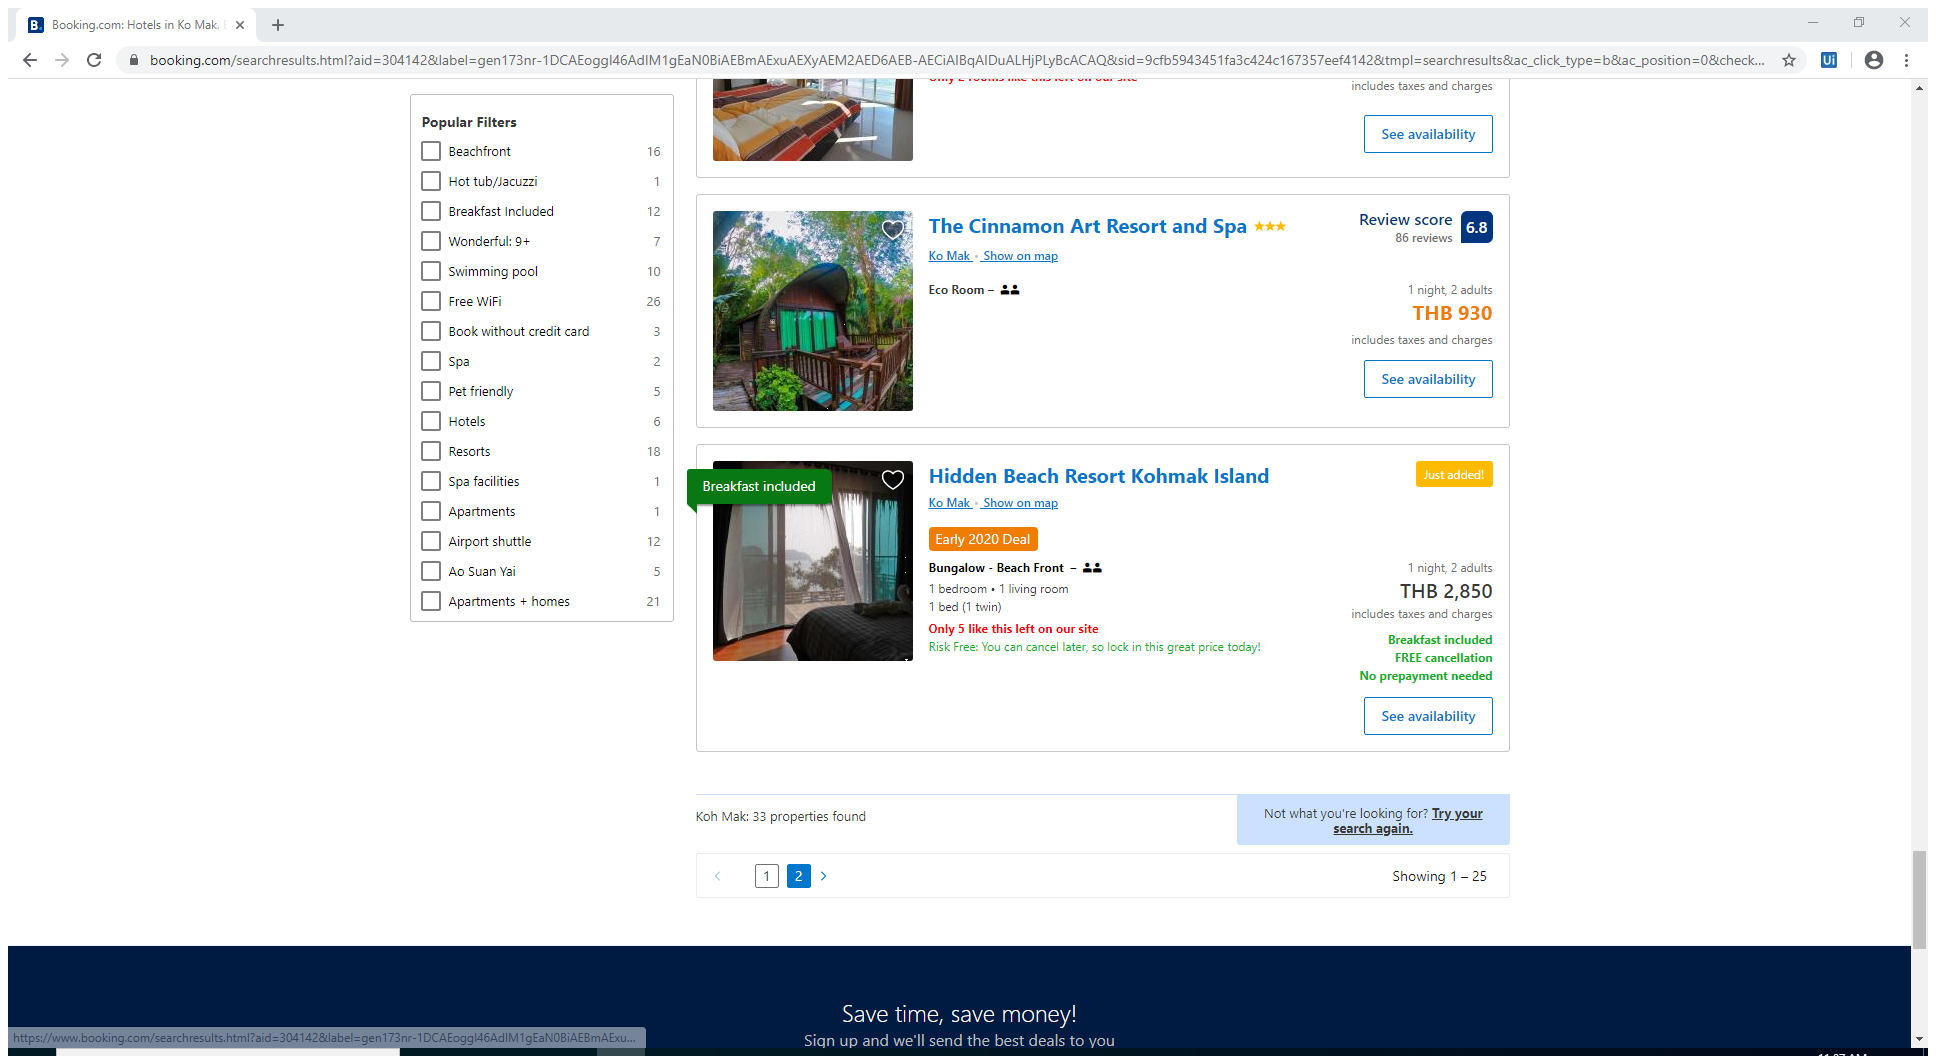 Booking.com: Hotels in Ko Mak.
booking.com/searchresults.html?aid=304142&label=gen173nr-1DCAEoggI46AdIM1gEaN0BiAEBmAExuAEXyAEM2AED6AEB-AECiAIBqAIDuALHjPLyBcACAQ&sid=9cfb5943451fa3c424c167357eef4142&tmpl=searchresults&ac_click_type=b&ac_position=0&check...
Ui
Popular Filters
Beachfront 16
Hot tub/Jacuzzi 1
Breakfast Included 12
Wonderful: 9+ 7
Swimming pool 10
Free WiFi 26
Book without credit card 3
Spa 2
Pet friendly 5
Hotels 6
Resorts 18
Spa facilities 1
Apartments 1
Airport shuttle 12
Ao Suan Yai 5
Apartments + homes 21
Only 2 rooms like this left on our site
includes taxes and charges
See availability
The Cinnamon Art Resort and Spa
Review score 6.8
86 reviews
Ko Mak • Show on map
Eco Room –
1 night, 2 adults
THB 930
includes taxes and charges
See availability
Breakfast included
Hidden Beach Resort Kohmak Island
Just added!
Ko Mak • Show on map
Early 2020 Deal
Bungalow - Beach Front –
1 bedroom • 1 living room
1 bed (1 twin)
Only 5 like this left on our site
Risk Free: You can cancel later, so lock in this great price today!
1 night, 2 adults
THB 2,850
includes taxes and charges
Breakfast included
FREE cancellation
No prepayment needed
See availability
Koh Mak: 33 properties found
Not what you're looking for? Try your
search again.
1 2
Showing 1 – 25
Save time, save money!
Sign up and we'll send the best deals to you
https://www.booking.com/searchresults.html?aid=304142&label=gen173nr-1DCAEoggI46AdIM1gEaN0BiAEBmAExu...